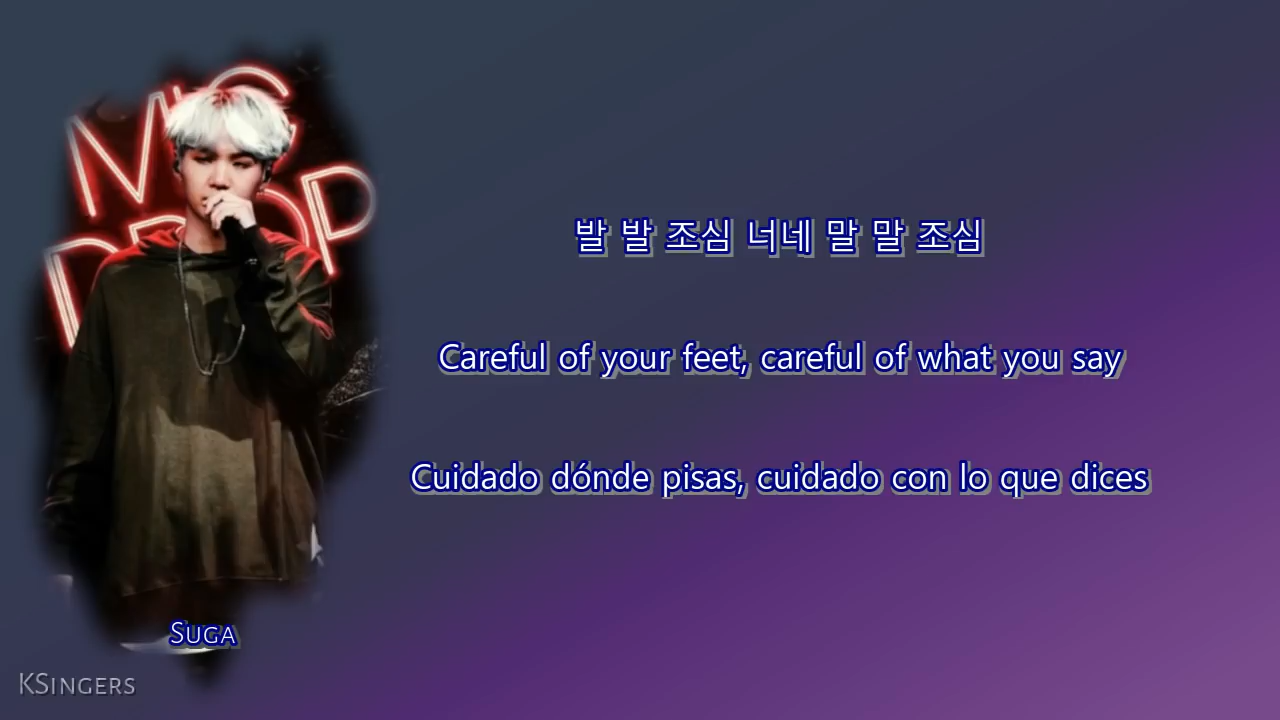 MIC
DROP
발 발 조심 너네 말 말 조심
Careful of your feet, careful of what you say
Cuidado dónde pisas, cuidado con lo que dices
Suga
KSingers